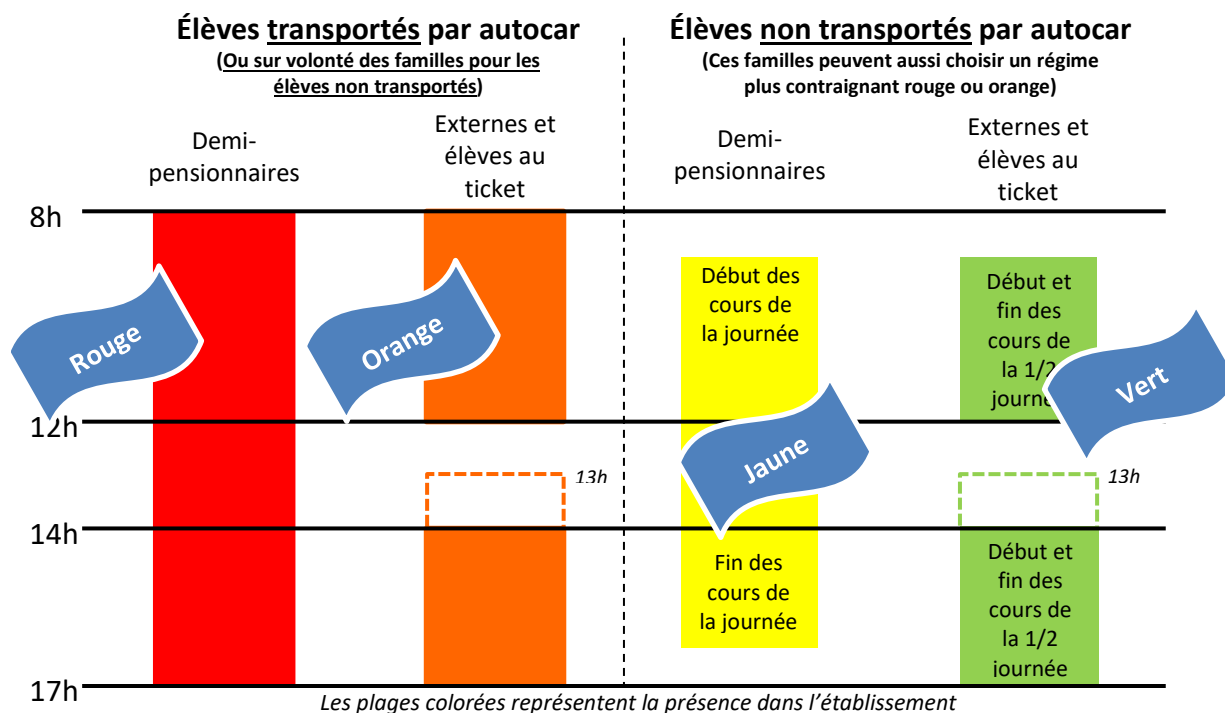 Élèves transportés par autocar
(Ou sur volonté des familles pour les
élèves non transportés)
Élèves non transportés par autocar
(Ces familles peuvent aussi choisir un régime
plus contraignant rouge ou orange)
Demi-
pensionnaires
Externes et
élèves au
ticket
Demi-
pensionnaires
Externes et
élèves au
ticket
8h
Rouge
Orange
Début des
cours de
la journée
Début et
fin des
cours de
la 1/2
journé
Vert
12h
Jaune
13h
13h
14h
Fin des
cours de
la journée
Début et
fin des
cours de
la 1/2
journée
17h
Les plages colorées représentent la présence dans l'établissement